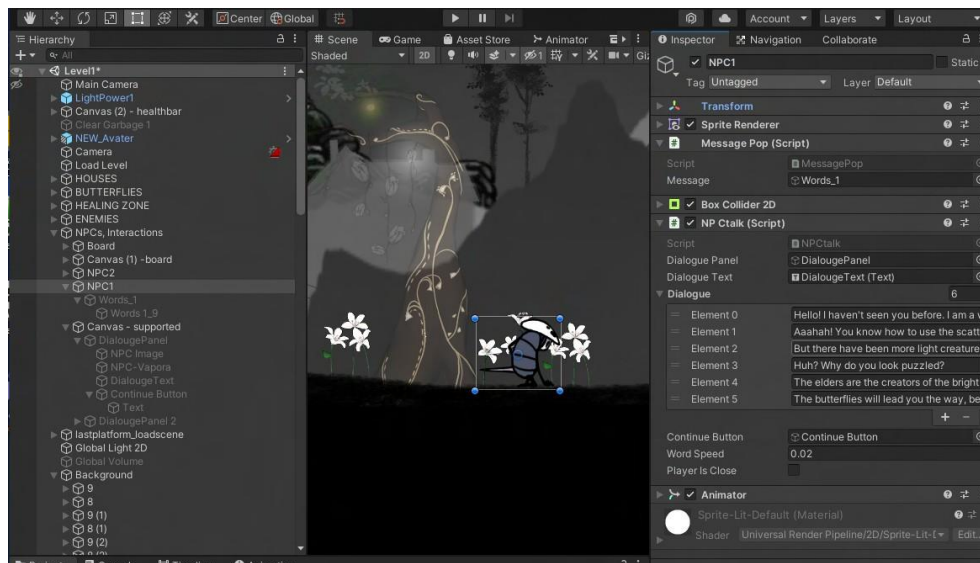 Center Global Account Layers Layout
Hierarchy
All
Level1*
Main Camera
LightPower1
Canvas (2) - healthbar
Clear Garbage 1
NEW_Avater
Camera
Load Level
HOUSES
BUTTERFLIES
HEALING ZONE
ENEMIES
NPCs, Interactions
Board
Canvas (1) -board
NPC2
NPC1
Words_1
Words 1_9
Canvas - supported
DialougePanel
NPC Image
NPC-Vapora
DialougeText
Continue Button
Text
DialougePanel 2
lastplatform_loadscene
Global Light 2D
Global Volume
Background
9
8
9 (1)
8 (1)
9 (2)
8 (2)
Scene Game Asset Store Animator
Shaded 2D 1 Giz
Inspector Navigation Collaborate
NPC1 Static
Tag Untagged Layer Default
Transform
Sprite Renderer
Message Pop (Script)
Script MessagePop
Message Words_1
Box Collider 2D
NP Ctalk (Script)
Script NPCtalk
Dialogue Panel DialougePanel
Dialogue Text DialougeText (Text)
Dialogue 6
Element 0 Hello! I haven't seen you before. I am a
Element 1 Aaahah! You know how to use the scatt
Element 2 But there have been more light creature
Element 3 Huh? Why do you look puzzled?
Element 4 The elders are the creators of the bright
Element 5 The butterflies will lead you the way, be
Continue Button Continue Button
Word Speed 0.02
Player Is Close
Animator
Sprite-Lit-Default (Material)
Shader Universal Render Pipeline/2D/Sprite-Lit-D Edit...